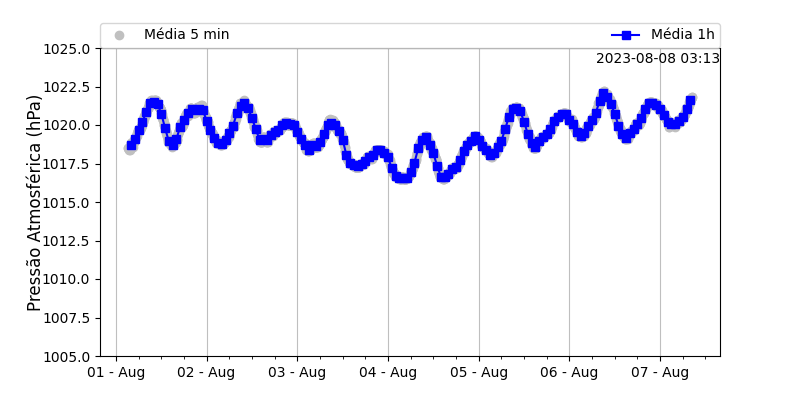 Média 5 min
Média 1h
2023-08-08 03:13
Pressão Atmosférica (hPa)
1025.0
1022.5
1020.0
1017.5
1015.0
1012.5
1010.0
1007.5
1005.0
01 - Aug
02 - Aug
03 - Aug
04 - Aug
05 - Aug
06 - Aug
07 - Aug